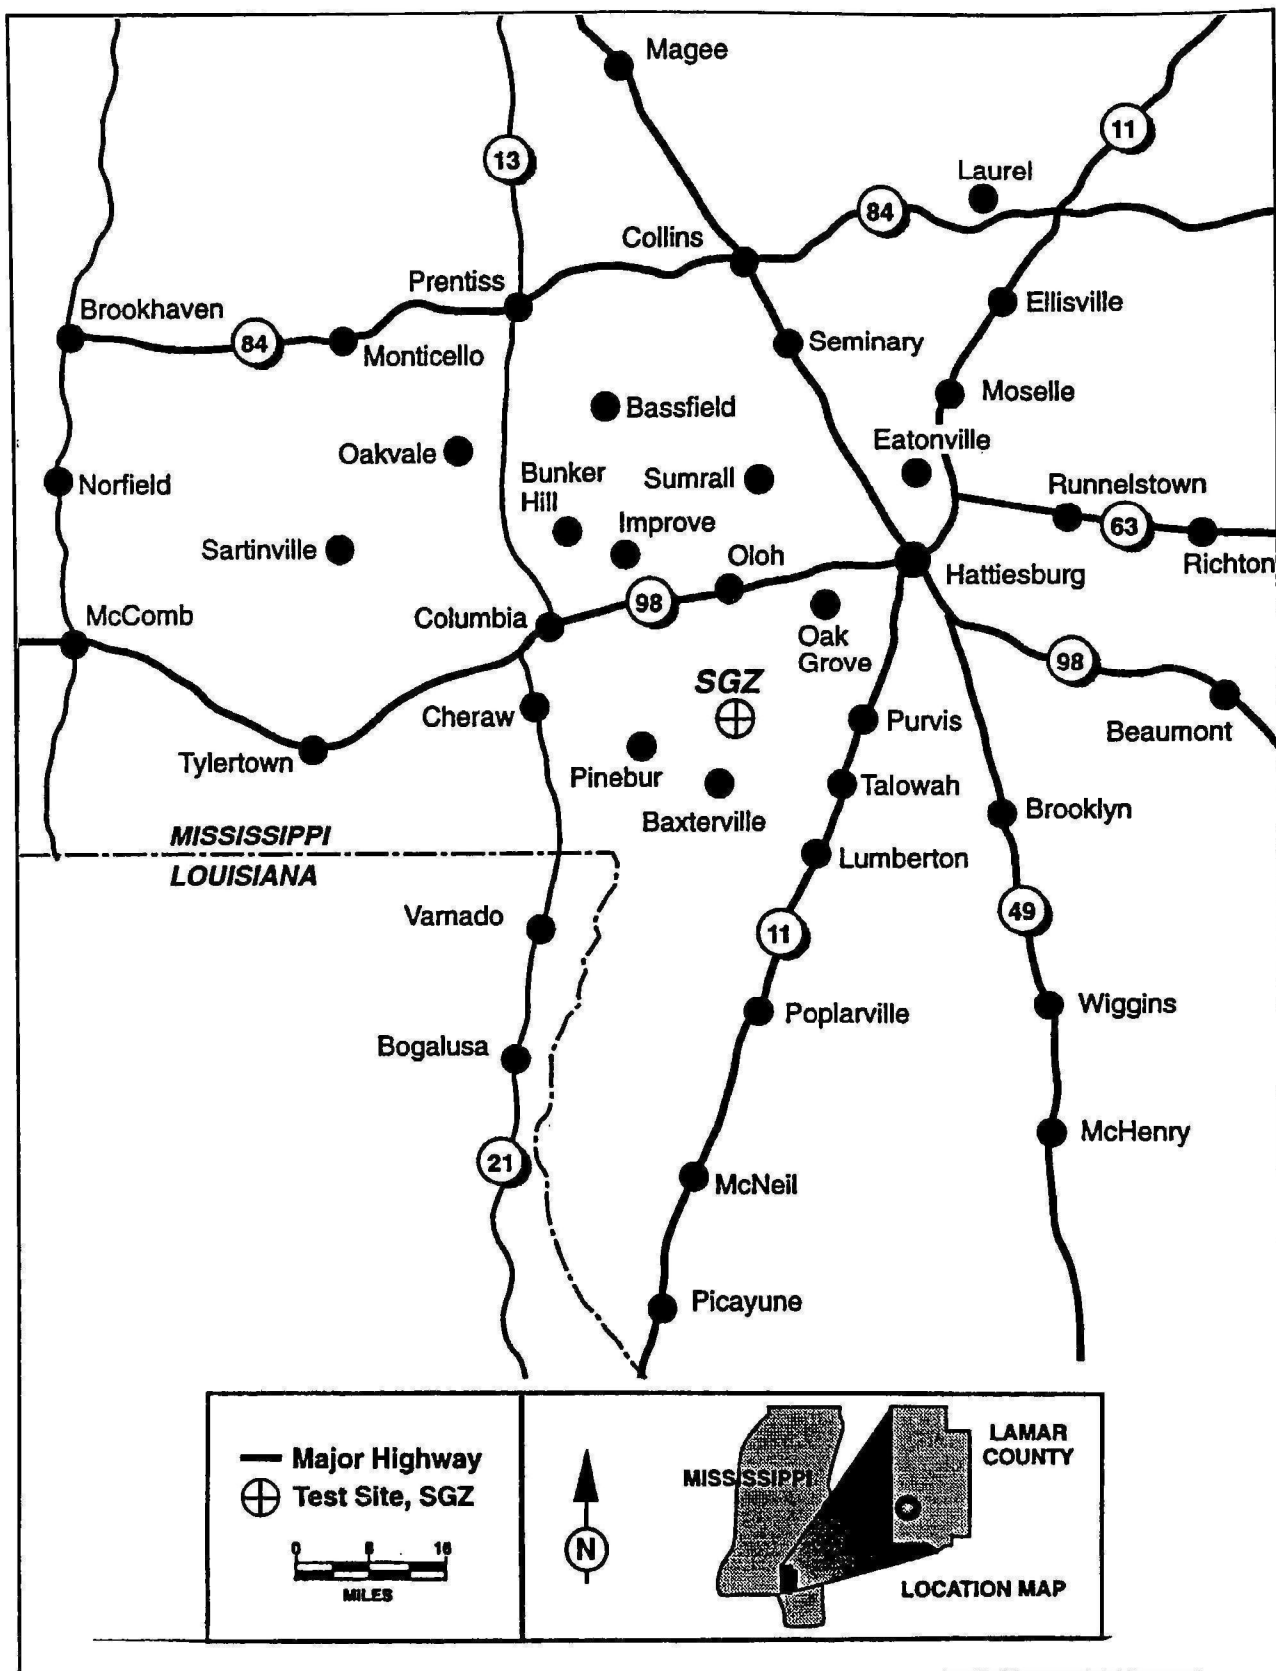 Magee
11
13
Laurel
84
Collins
Prentiss
Brookhaven
Ellisville
84
Monticello
Seminary
Moselle
Bassfield
Eatonville
Oakvale
Bunker
Hill
Sumrall
Norfield
Runnelstown
Improve
63
Sartinville
Oloh
Richton
Hattiesburg
98
McComb
Columbia
Oak
Grove
98
SGZ
Cheraw
Purvis
Beaumont
Tylertown
Pinebur
Talowah
Baxterville
Brooklyn
MISSISSIPPI
LOUISIANA
Lumberton
Varnado
49
11
Wiggins
Poplarville
Bogalusa
McHenry
21
McNeil
Picayune
Major Highway
Test Site, SGZ
0 8 16
MILES
N
MISSISSIPPI
LAMAR
COUNTY
LOCATION MAP